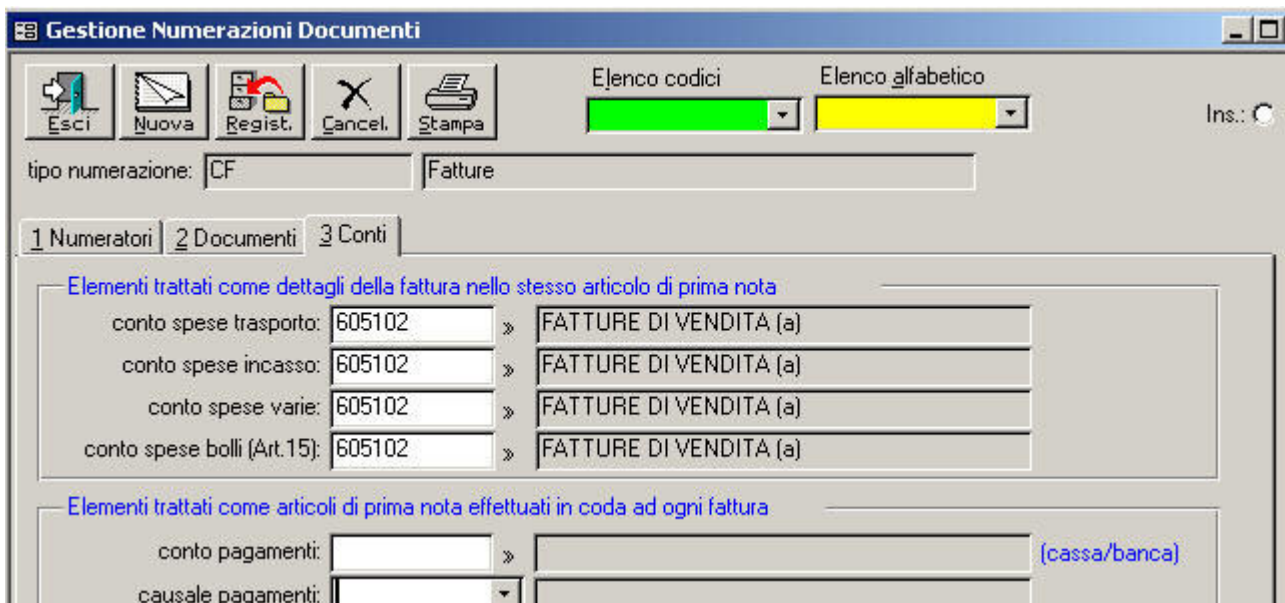 Gestione Numerazioni Documenti
Esci Nuova Regist. Cancel. Stampa
Elenco codici Elenco alfabetico
Ins.:
tipo numerazione: CF Fatture
1 Numeratori 2 Documenti 3 Conti
Elementi trattati come dettagli della fattura nello stesso articolo di prima nota
conto spese trasporto: 605102 » FATTURE DI VENDITA (a)
conto spese incasso: 605102 » FATTURE DI VENDITA (a)
conto spese varie: 605102 » FATTURE DI VENDITA (a)
conto spese bolli (Art.15): 605102 » FATTURE DI VENDITA (a)
Elementi trattati come articoli di prima nota effettuati in coda ad ogni fattura
conto pagamenti: » (cassa/banca)
causale pagamenti: